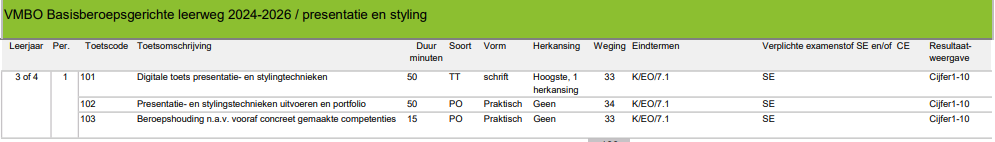 VMBO Basisberoepsgerichte leerweg 2024-2026 / presentatie en styling
Leerjaar Per. Toetscode Toetsomschrijving Duur minuten Soort Vorm Herkansing Weging Eindtermen Verplichte examenstof SE en/of CE Resultaat-weergave
3 of 4 1 101 Digitale toets presentatie- en stylingtechnieken 50 TT schrift Hoogste, 1 herkansing 33 K/EO/7.1 SE Cijfer1-10
102 Presentatie- en stylingstechnieken uitvoeren en portfolio 50 PO Praktisch Geen 34 K/EO/7.1 SE Cijfer1-10
103 Beroepshouding n.a.v. vooraf concreet gemaakte competenties 15 PO Praktisch Geen 33 K/EO/7.1 SE Cijfer1-10